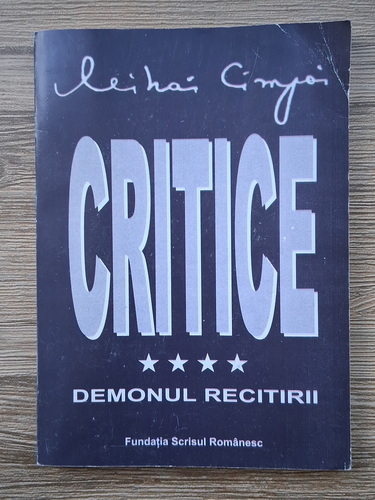 Mihai Cimpoi
CRITICE
★★★★
DEMONUL RECITIRII
Fundația Scrisul Românesc